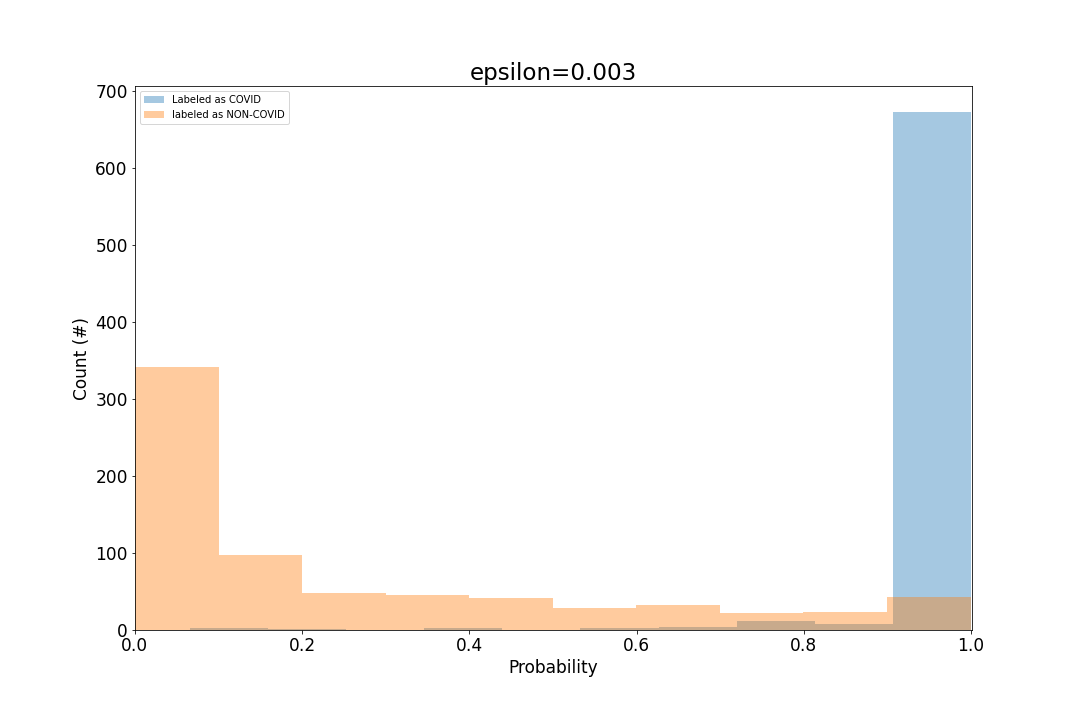 epsilon=0.003
Labeled as COVID
labeled as NON-COVID
700
600
500
400
300
200
100
0
Count (#)
0.0 0.2 0.4 0.6 0.8 1.0
Probability